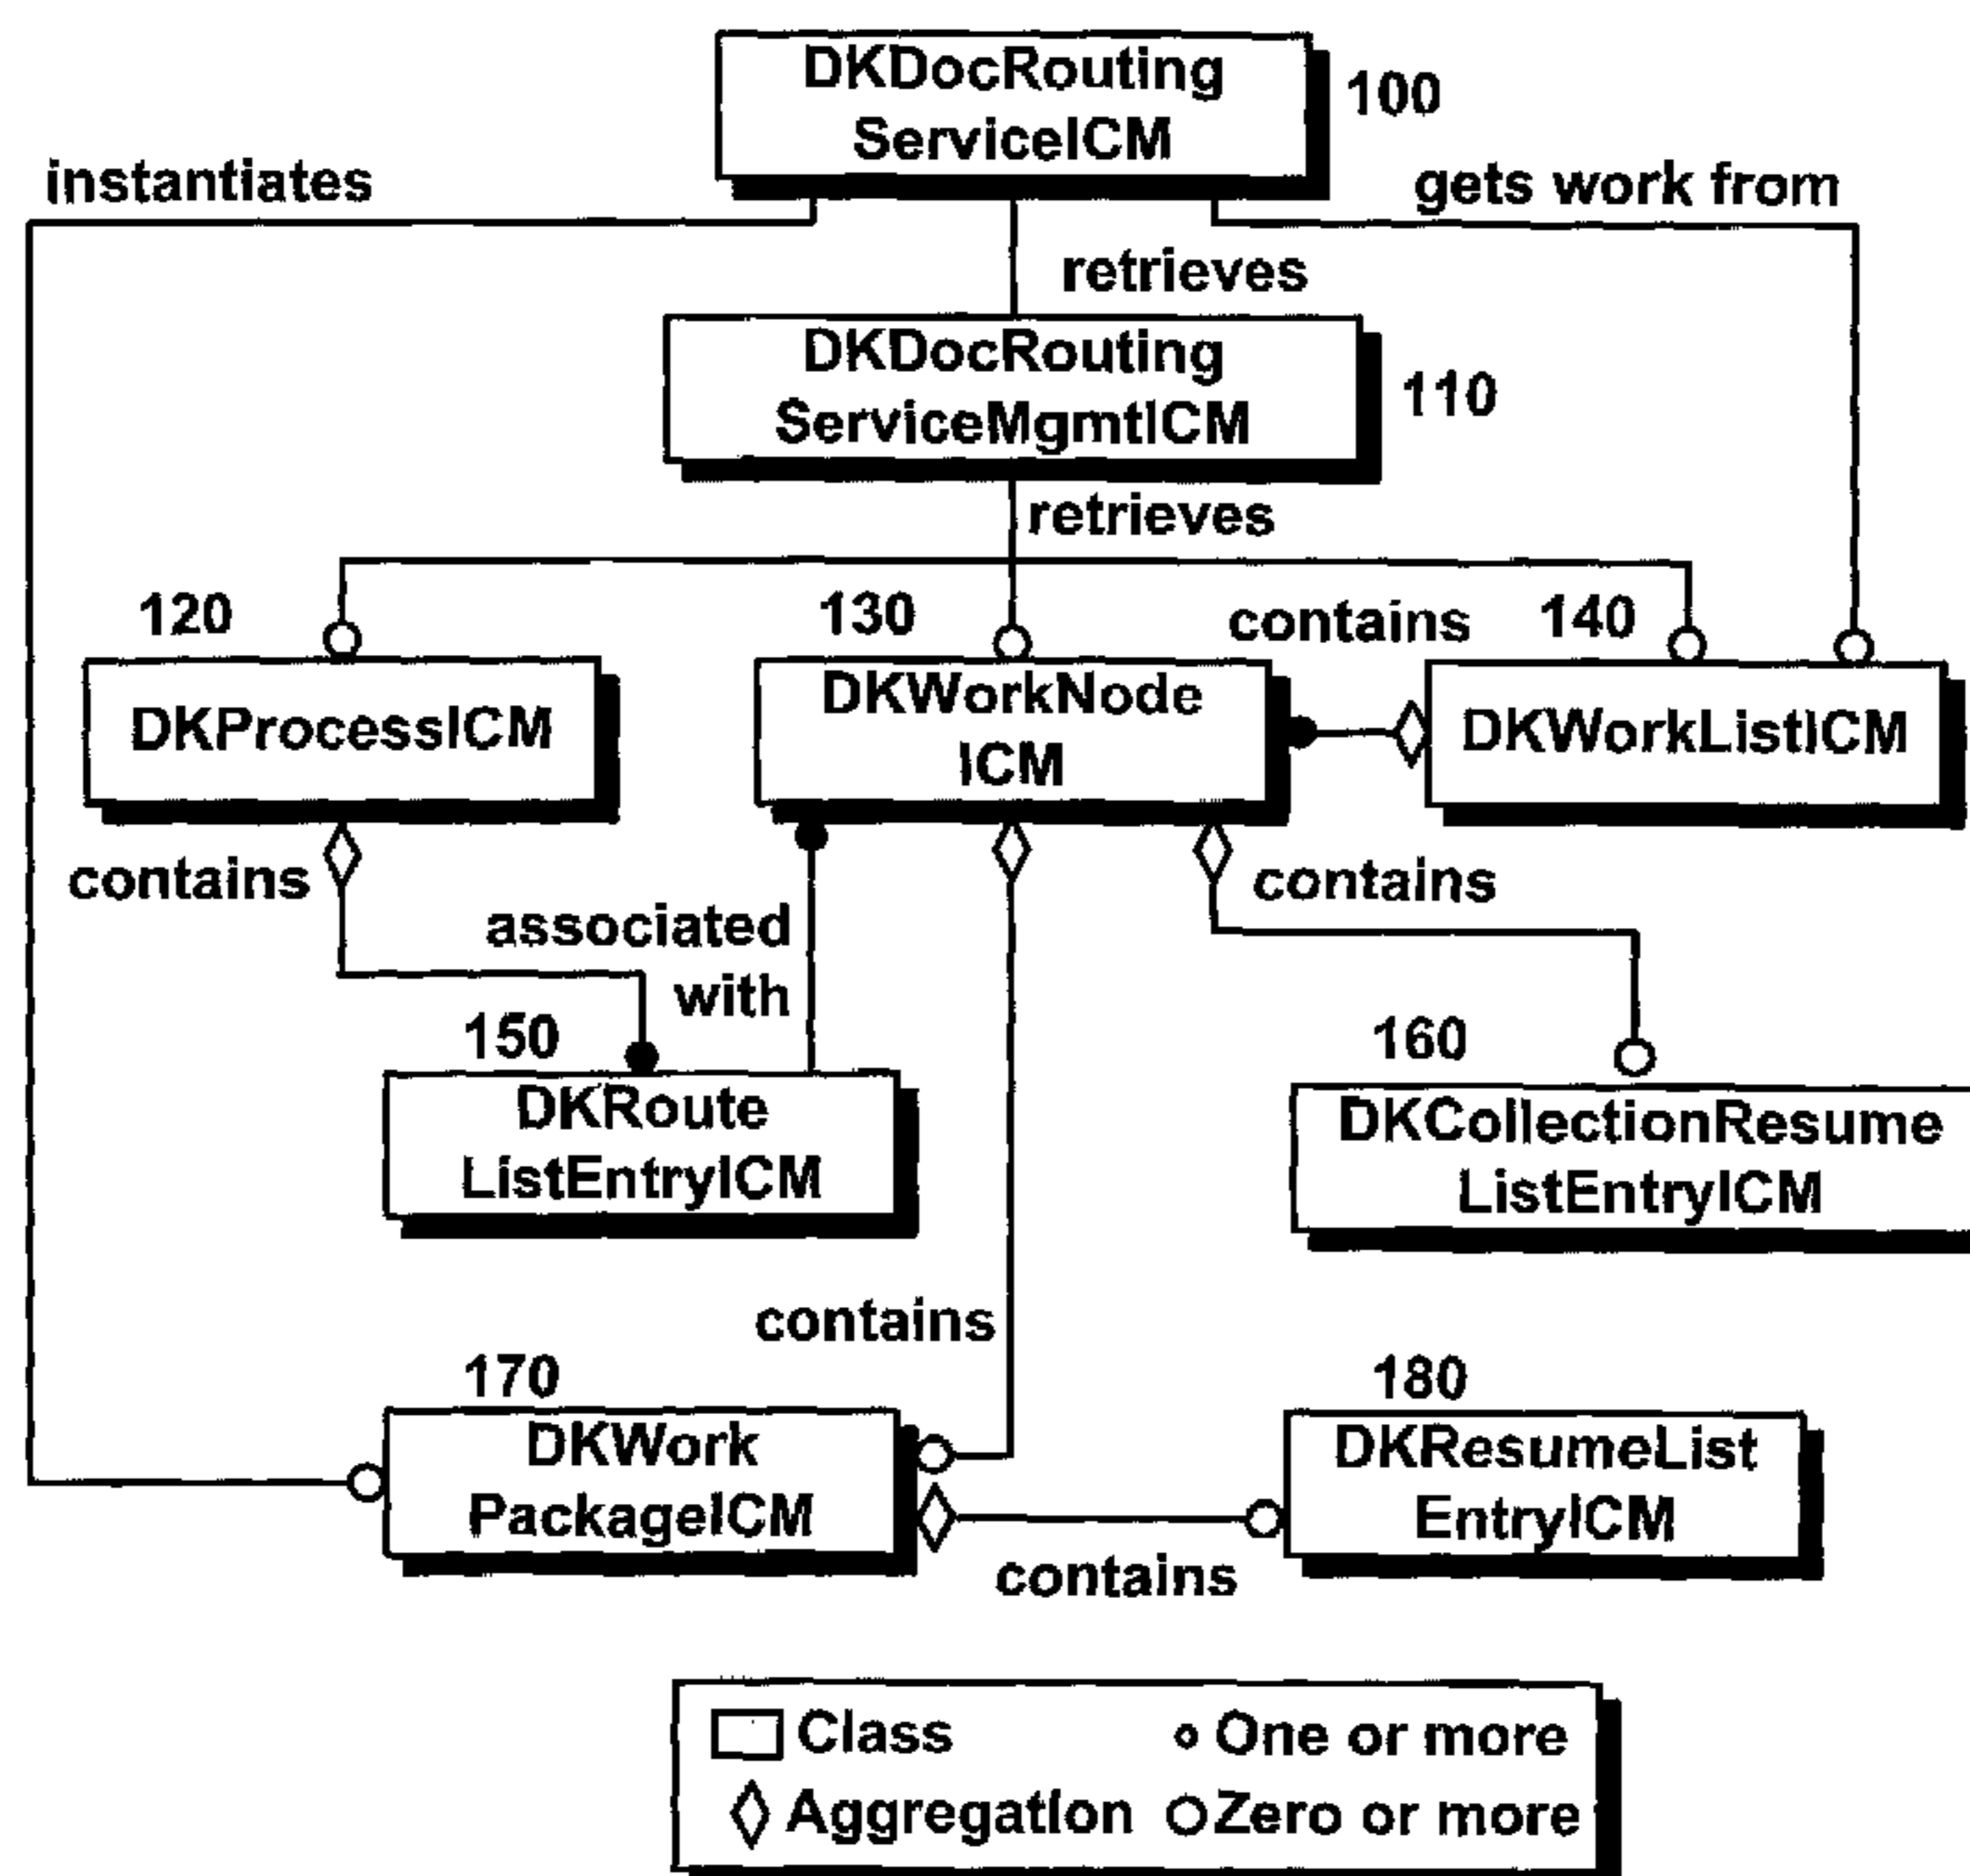 DKDocRouting
ServiceICM
100
instantiates
gets work from
retrieves
DKDocRouting
ServiceMgmtICM
110
retrieves
120
130
contains
140
DKProcessICM
DKWorkNode
ICM
DKWorkListICM
contains
contains
associated
with
150
160
DKRoute
ListEntryICM
DKCollectionResume
ListEntryICM
contains
170
180
DKWork
PackageICM
DKResumeList
EntryICM
contains
Class
One or more
Aggregation
Zero or more